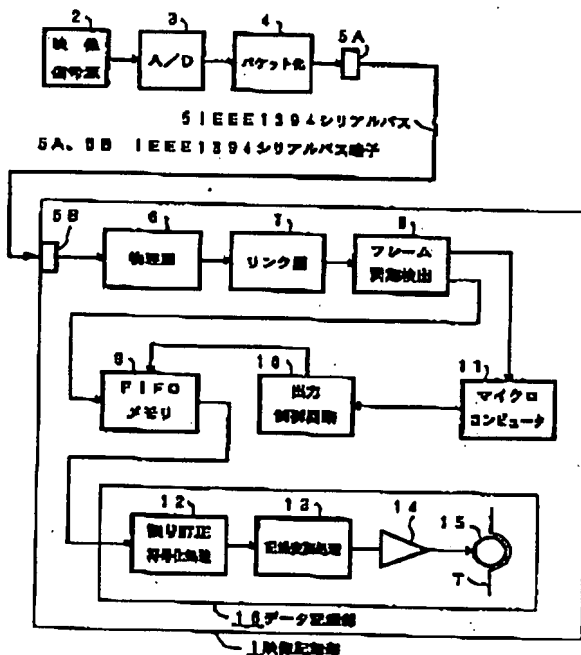 2
映像
信号源
3
A/D
4
パケット化
5A
5IEEE1394シリアルバス
5A、5B IEEE1394シリアルバス端子
5B
6
物理層
7
リンク層
8
フレーム
同期検出
9
FIFO
メモリ
10
出力
制御回路
11
マイクロ
コンピュータ
12
誤り訂正
符号化処理
13
記録変調処理
14
15
T
16データ記録部
1映像記録部